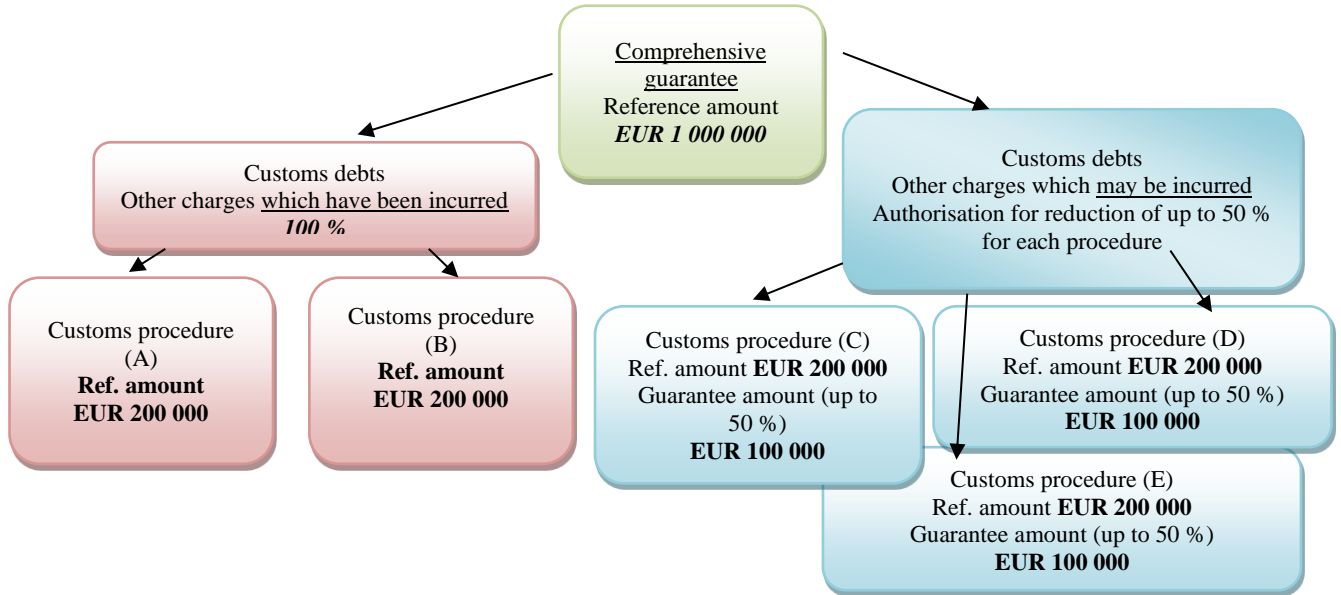 Comprehensive
guarantee
Reference amount
EUR 1 000 000
Customs debts
Other charges which have been incurred
100 %
Customs debts
Other charges which may be incurred
Authorisation for reduction of up to 50 %
for each procedure
Customs procedure
(A)
Ref. amount
EUR 200 000
Customs procedure
(B)
Ref. amount
EUR 200 000
Customs procedure (C)
Ref. amount EUR 200 000
Guarantee amount (up to
50 %)
EUR 100 000
Customs procedure (D)
Ref. amount EUR 200 000
Guarantee amount (up to 50 %)
EUR 100 000
Customs procedure (E)
Ref. amount EUR 200 000
Guarantee amount (up to 50 %)
EUR 100 000